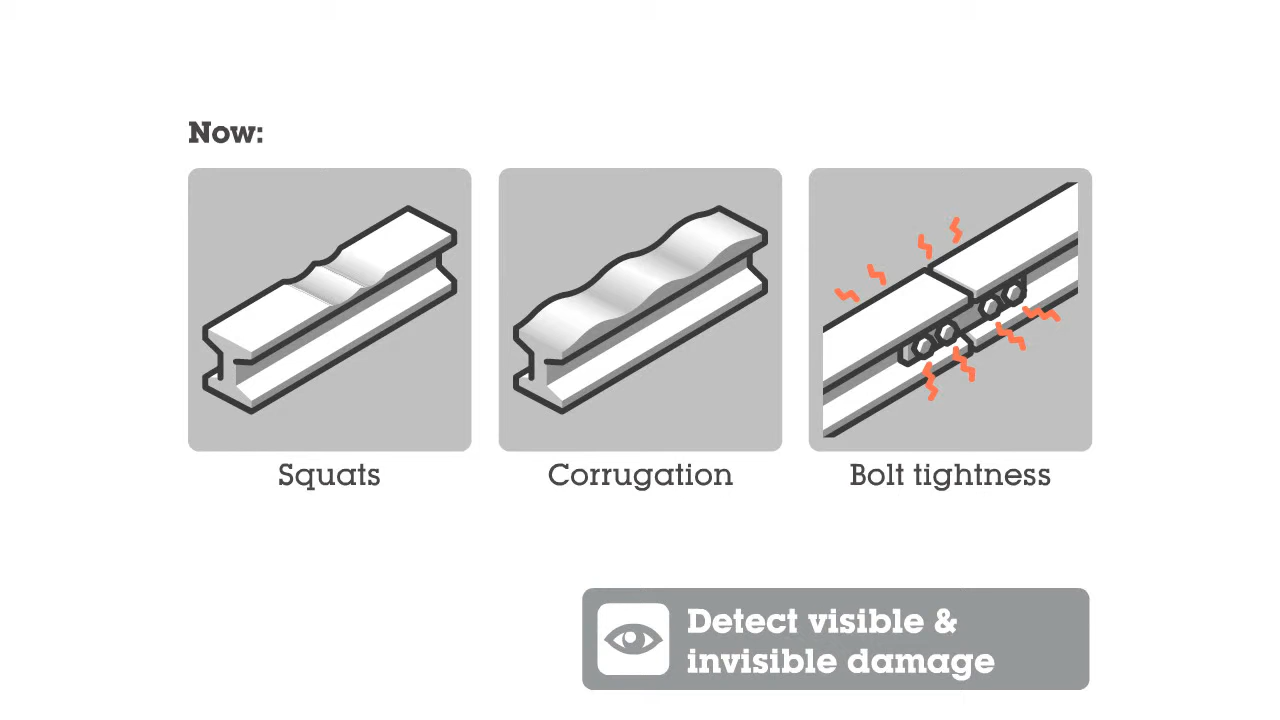 Now:
Squats
Corrugation
Bolt tightness
Detect visible &
invisible damage